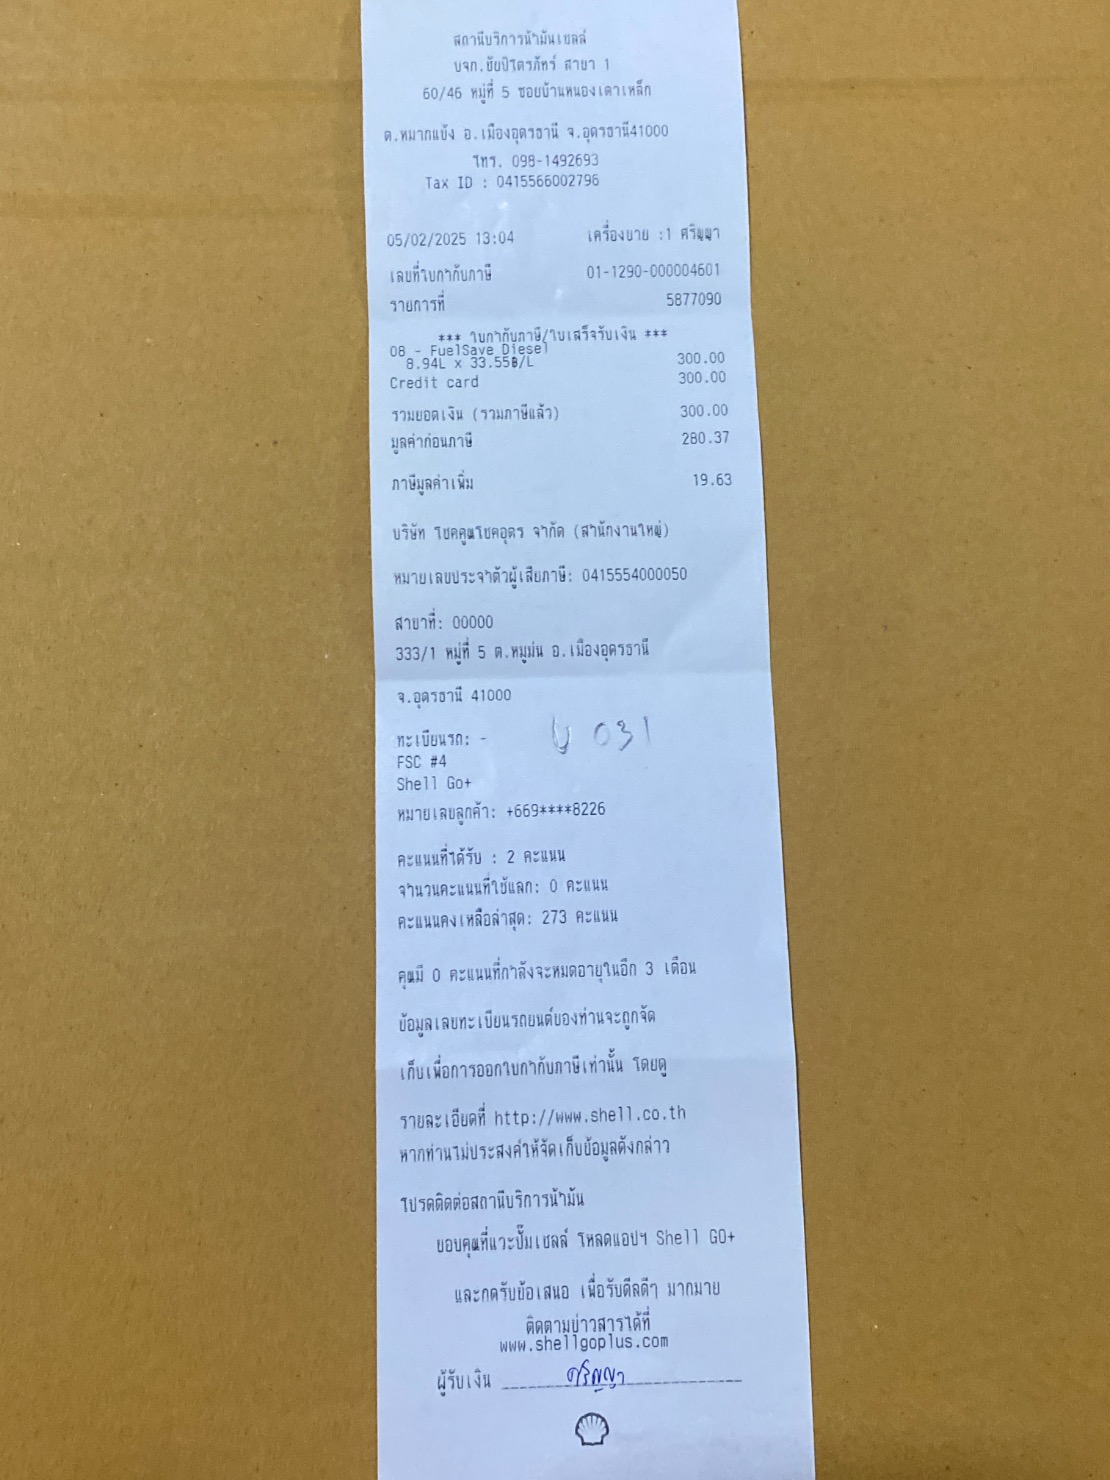 สถานีบริการน้ำมันเชลล์
บจก.ชัยปิโตรภัทร์ สาขา 1
60/46 หมู่ที่ 5 ซอยบ้านหนองเตาเหล็ก
ต.หมากแข้ง อ.เมืองอุดรธานี จ.อุดรธานี41000
โทร. 098-1492693
Tax ID : 0415566002796
05/02/2025 13:04 เครื่องขาย :1 ศริญญา
เลขที่ใบกำกับภาษี 01-1290-000004601
รายการที่ 5877090
*** ใบกำกับภาษี/ใบเสร็จรับเงิน ***
08 - FuelSave Diesel
8.94L x 33.55฿/L 300.00
Credit card 300.00
รวมยอดเงิน (รวมภาษีแล้ว) 300.00
มูลค่าก่อนภาษี 280.37
ภาษีมูลค่าเพิ่ม 19.63
บริษัท โชคคูณโชคอุดร จำกัด (สำนักงานใหญ่)
หมายเลขประจำตัวผู้เสียภาษี: 0415554000050
สาขาที่: 00000
333/1 หมู่ที่ 5 ต.หมูม่น อ.เมืองอุดรธานี
จ.อุดรธานี 41000
ทะเบียนรถ: - 031
FSC #4
Shell Go+
หมายเลขลูกค้า: +669****8226
คะแนนที่ได้รับ : 2 คะแนน
จำนวนคะแนนที่ใช้แลก: 0 คะแนน
คะแนนคงเหลือล่าสุด: 273 คะแนน
คุณมี 0 คะแนนที่กำลังจะหมดอายุในอีก 3 เดือน
ข้อมูลเลขทะเบียนรถยนต์ของท่านจะถูกจัด
เก็บเพื่อการออกใบกำกับภาษีเท่านั้น โดยดู
รายละเอียดที่ http://www.shell.co.th
หากท่านไม่ประสงค์ให้จัดเก็บข้อมูลดังกล่าว
โปรดติดต่อสถานีบริการน้ำมัน
ขอบคุณที่แวะปั๊มเชลล์ โหลดแอปฯ Shell GO+
และกดรับข้อเสนอ เพื่อรับดีลดีๆ มากมาย
ติดตามข่าวสารได้ที่
www.shellgoplus.com
ผู้รับเงิน ศริญญา